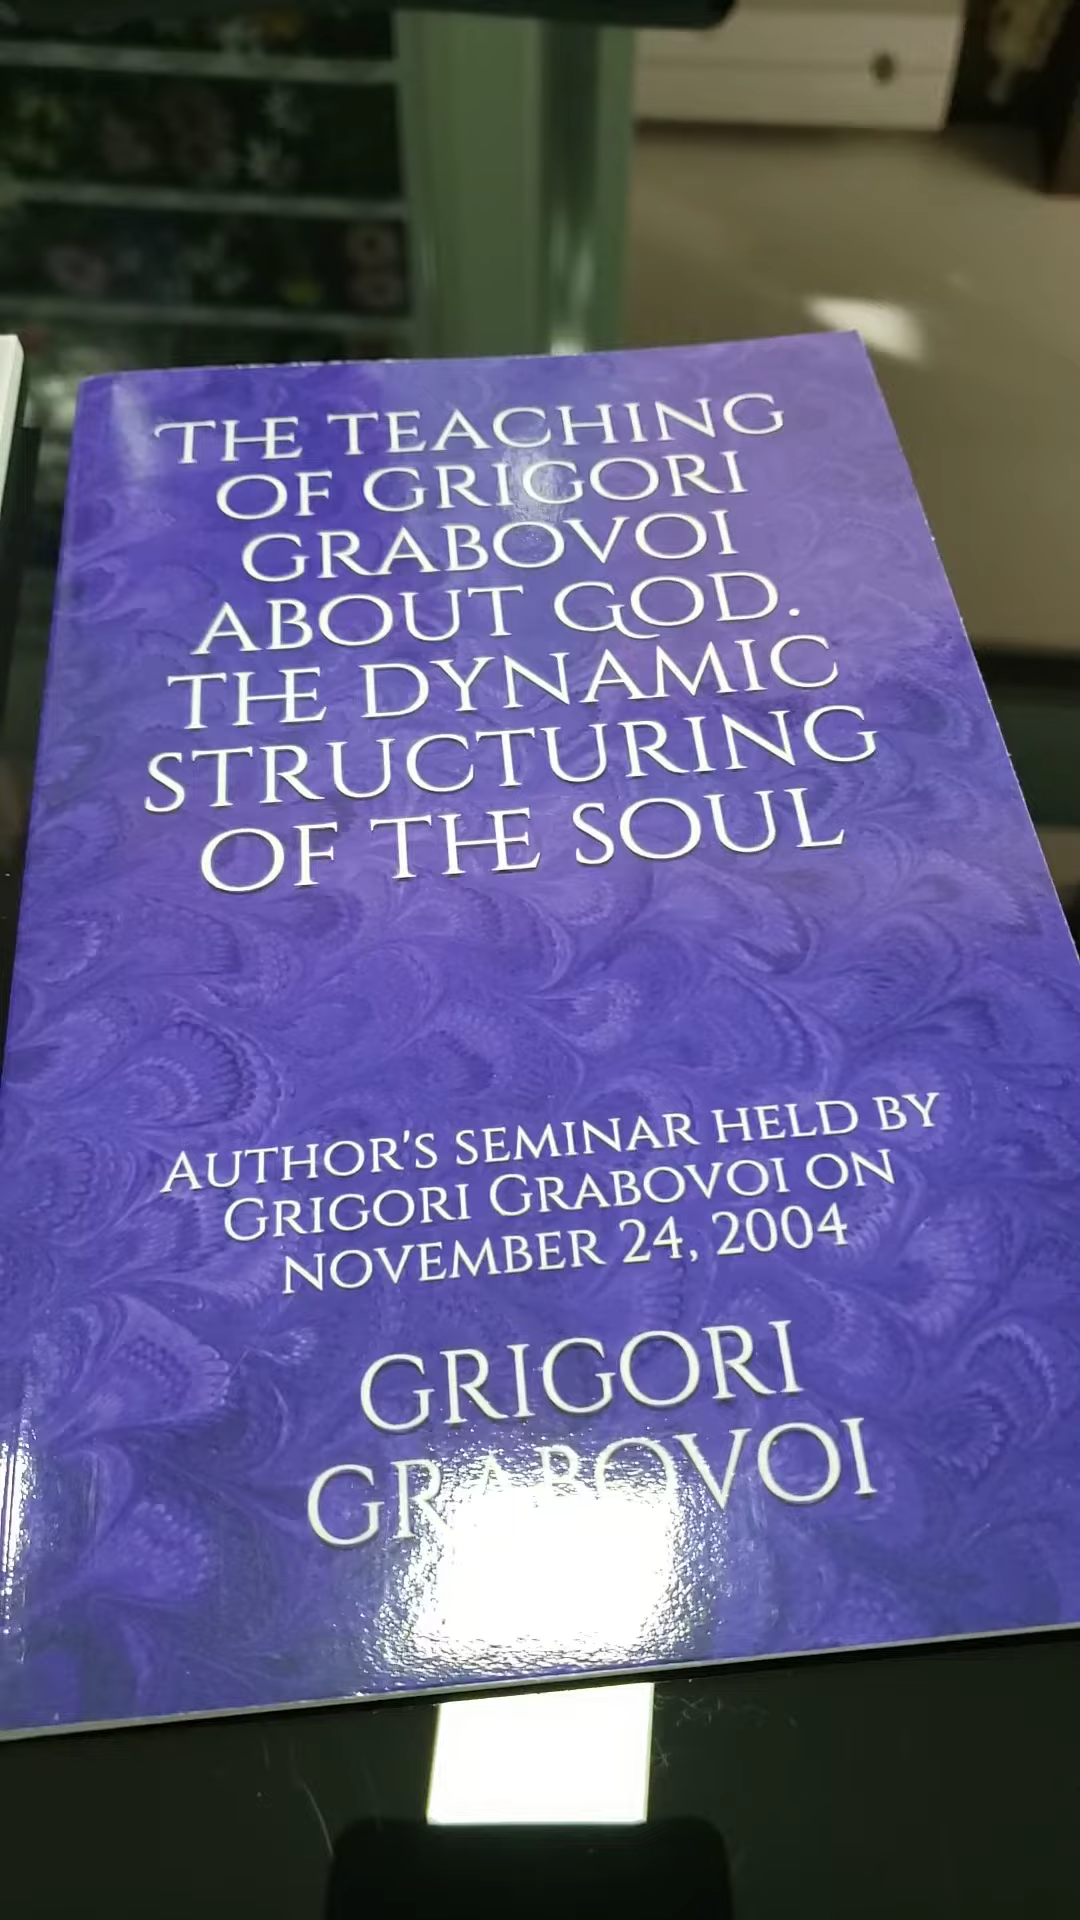 THE TEACHING
OF GRIGORI
GRABOVOI
ABOUT GOD.
THE DYNAMIC
STRUCTURING
OF THE SOUL
AUTHOR'S SEMINAR HELD BY
GRIGORI GRABOVOI ON
NOVEMBER 24, 2004
GRIGORI
GRABOVOI